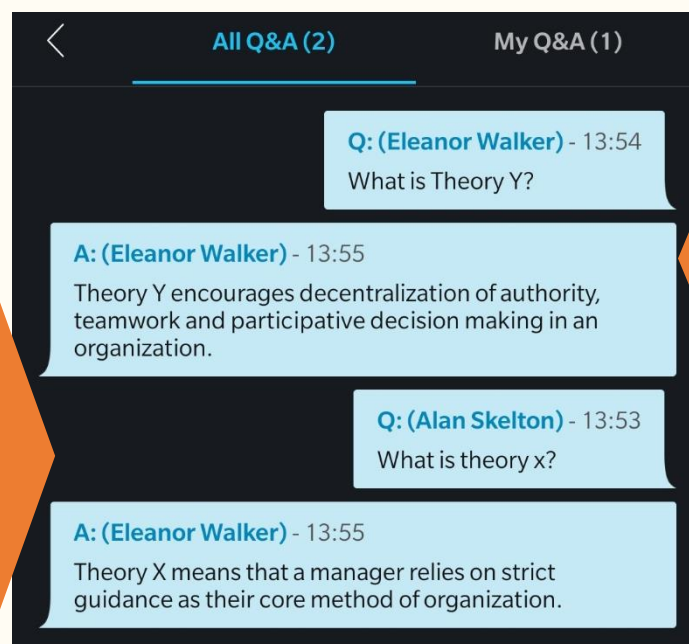 All Q&A (2)
My Q&A (1)
Q: (Eleanor Walker) - 13:54
What is Theory Y?
A: (Eleanor Walker) - 13:55
Theory Y encourages decentralization of authority,
teamwork and participative decision making in an
organization.
Q: (Alan Skelton) - 13:53
What is theory x?
A: (Eleanor Walker) - 13:55
Theory X means that a manager relies on strict
guidance as their core method of organization.